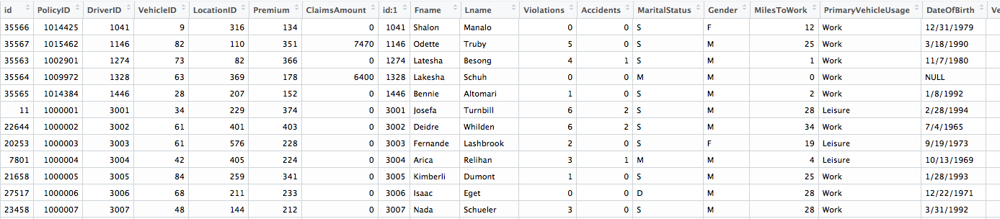 id PolicyID DriverID VehicleID LocationID Premium ClaimsAmount id:1 Fname Lname Violations Accidents MaritalStatus Gender MilesToWork PrimaryVehicleUsage DateOfBirth Ve
35566 1014425 1041 9 316 134 0 1041 Shalon Manalo 0 0 S F 12 Work 12/31/1979
35567 1015462 1146 82 110 351 7470 1146 Odette Truby 5 0 S M 25 Work 3/18/1990
35563 1002901 1274 73 82 366 0 1274 Latesha Besong 4 1 S M 1 Work 11/7/1980
35564 1009972 1328 63 369 178 6400 1328 Lakesha Schuh 0 0 M M 0 Work NULL
35565 1014384 1446 28 207 152 0 1446 Bennie Altomari 1 0 S M 2 Work 1/8/1992
11 1000001 3001 34 229 374 0 3001 Josefa Turnbill 6 2 S M 28 Leisure 2/28/1994
22644 1000002 3002 61 401 403 0 3002 Deidre Whilden 6 2 S M 34 Work 7/4/1965
20253 1000003 3003 61 576 228 0 3003 Fernande Lashbrook 2 0 S F 19 Leisure 9/19/1973
7801 1000004 3004 42 405 224 0 3004 Arica Relihan 3 1 M M 4 Leisure 10/13/1969
21658 1000005 3005 84 259 341 0 3005 Kimberli Dumont 1 0 S M 25 Work 1/28/1993
27517 1000006 3006 68 211 233 0 3006 Isaac Eget 0 0 D M 28 Work 12/22/1971
23458 1000007 3007 48 144 212 0 3007 Nada Schueler 3 0 S M 28 Work 3/31/1992